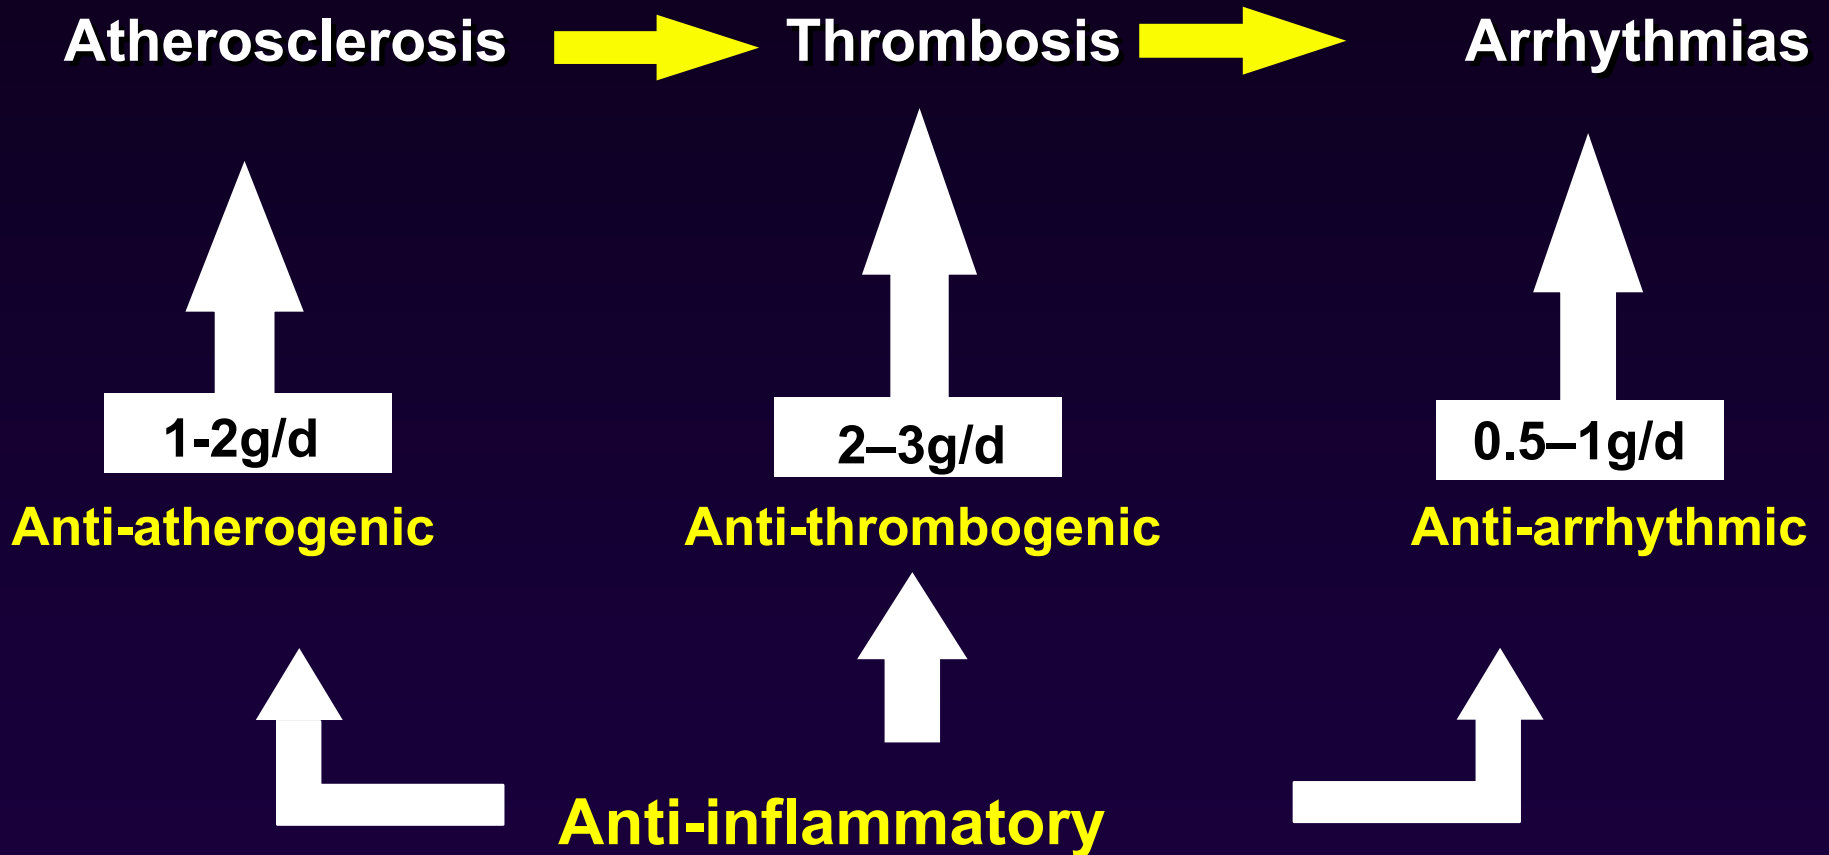 Atherosclerosis Thrombosis Arrhythmias
1-2g/d 2–3g/d 0.5–1g/d
Anti-atherogenic Anti-thrombogenic Anti-arrhythmic
Anti-inflammatory